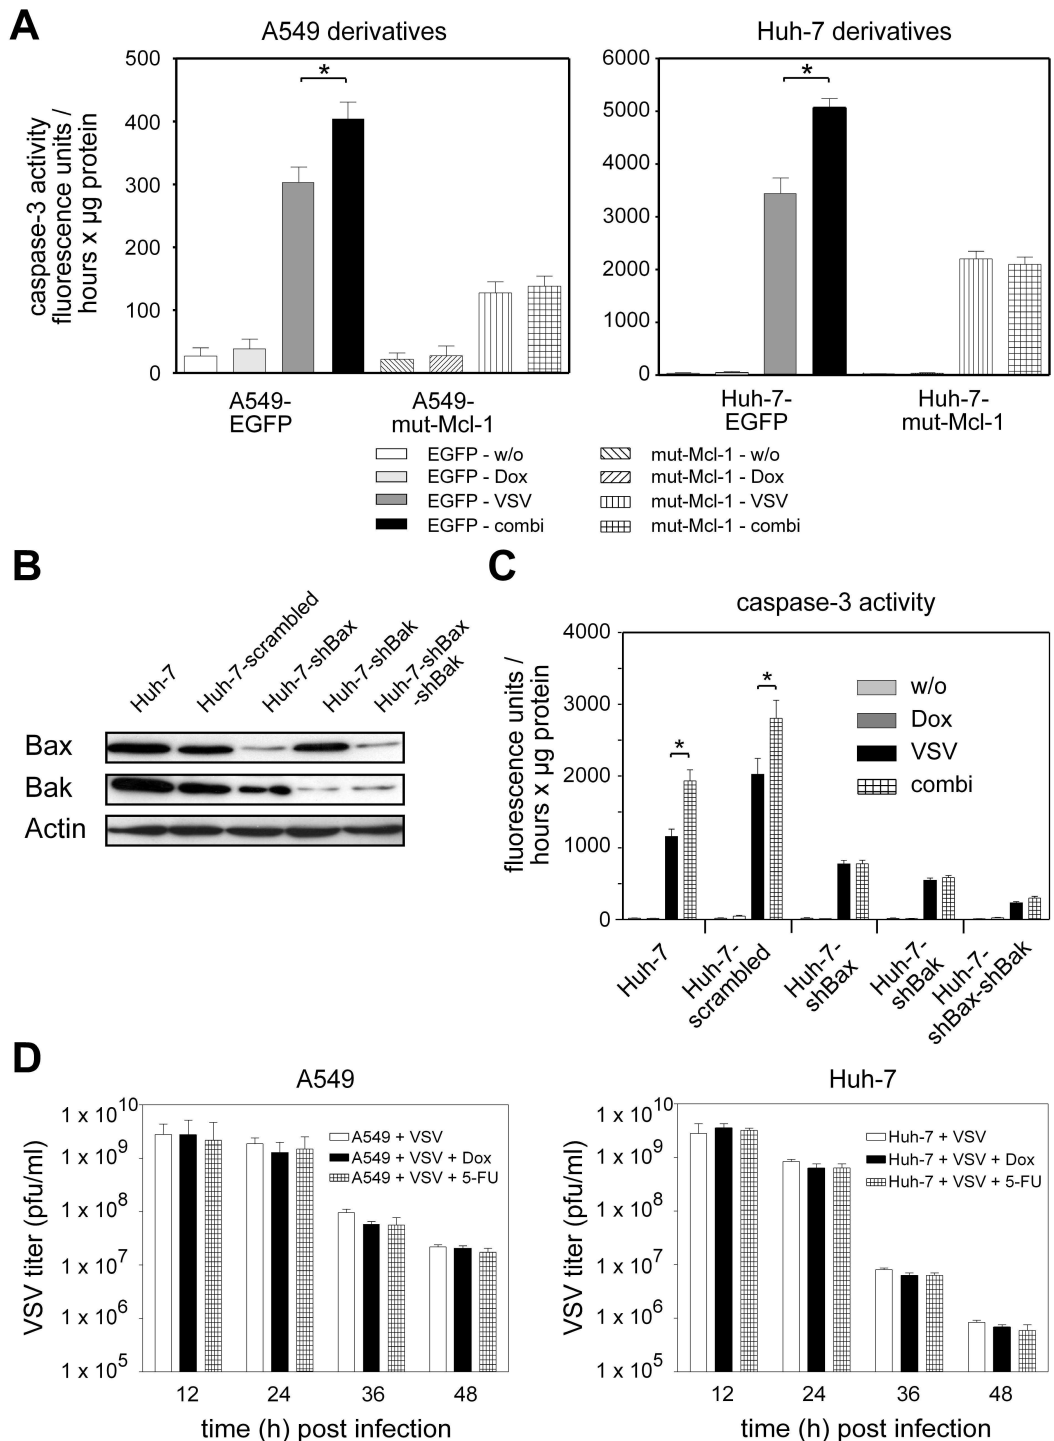 A
A549 derivatives
Huh-7 derivatives
caspase-3 activity
fluorescence units /
hours x µg protein
500
400
300
200
100
0
*
A549-
EGFP
A549-
mut-Mcl-1
6000
5000
4000
3000
2000
1000
0
*
Huh-7-
EGFP
Huh-7-
mut-Mcl-1
EGFP - w/o
EGFP - Dox
EGFP - VSV
EGFP - combi
mut-Mcl-1 - w/o
mut-Mcl-1 - Dox
mut-Mcl-1 - VSV
mut-Mcl-1 - combi
B
Huh-7
Huh-7-scrambled
Huh-7-shBax
Huh-7-shBak
Huh-7-shBax
-shBak
Bax
Bak
Actin
C
caspase-3 activity
fluorescence units /
hours x µg protein
4000
3000
2000
1000
0
*
*
w/o
Dox
VSV
combi
Huh-7
Huh-7-
scrambled
Huh-7-
shBax
Huh-7-
shBak
Huh-7-
shBax-shBak
D
A549
VSV titer (pfu/ml)
1 x 10^10
1 x 10^9
1 x 10^8
1 x 10^7
1 x 10^6
1 x 10^5
A549 + VSV
A549 + VSV + Dox
A549 + VSV + 5-FU
12 24 36 48
time (h) post infection
Huh-7
VSV titer (pfu/ml)
1 x 10^10
1 x 10^9
1 x 10^8
1 x 10^7
1 x 10^6
1 x 10^5
Huh-7 + VSV
Huh-7 + VSV + Dox
Huh-7 + VSV + 5-FU
12 24 36 48
time (h) post infection